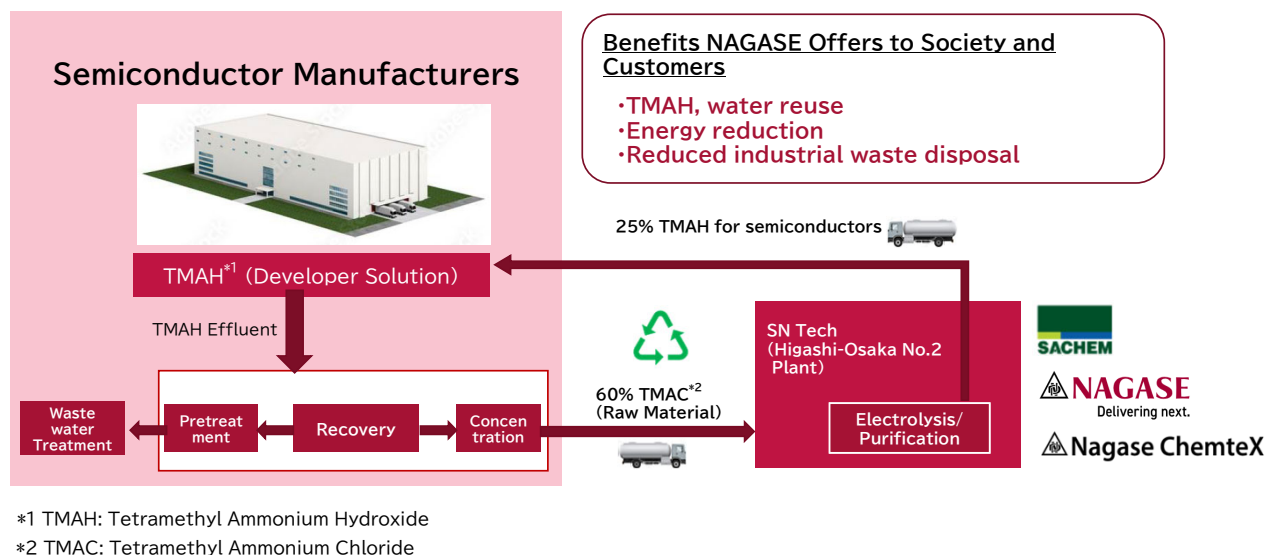 Semiconductor Manufacturers
Benefits NAGASE Offers to Society and
Customers
・TMAH, water reuse
・Energy reduction
・Reduced industrial waste disposal
25% TMAH for semiconductors
TMAH*1 (Developer Solution)
TMAH Effluent
Waste
water
Treatment
Pretreat
ment
Recovery
Concen
tration
60% TMAC*2
(Raw Material)
SN Tech
(Higashi-Osaka No.2
Plant)
Electrolysis/
Purification
SACHEM
NAGASE
Delivering next.
Nagase ChemteX
*1 TMAH: Tetramethyl Ammonium Hydroxide
*2 TMAC: Tetramethyl Ammonium Chloride